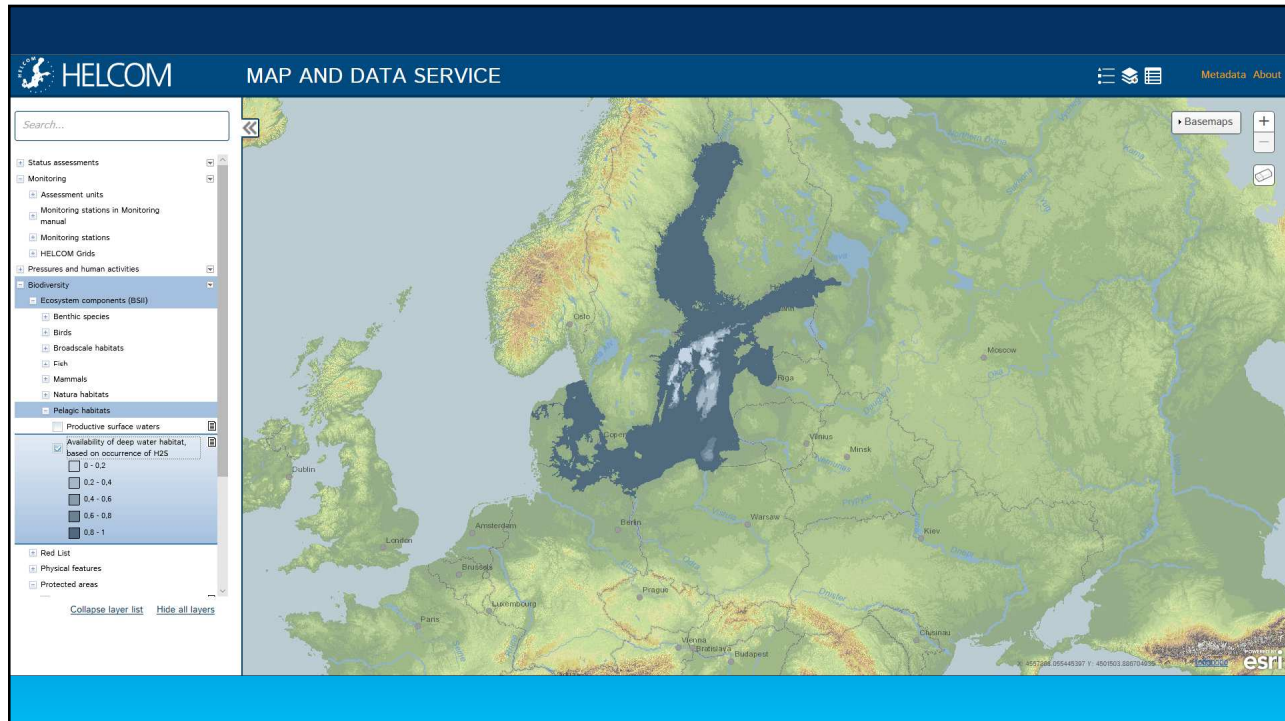 HELCOM
MAP AND DATA SERVICE
Metadata About
Search...
Status assessments
Monitoring
Assessment units
Monitoring stations in Monitoring
manual
Monitoring stations
HELCOM Grids
Pressures and human activities
Biodiversity
Ecosystem components (BSII)
Benthic species
Birds
Broadscale habitats
Fish
Mammals
Natura habitats
Pelagic habitats
Productive surface waters
Availability of deep water habitat,
based on occurrence of H2S
0 - 0,2
0,2 - 0,4
0,4 - 0,6
0,6 - 0,8
0,8 - 1
Red List
Physical features
Protected areas
Collapse layer list Hide all layers
Basemaps
Oslo
Moscow
Riga
Vilnius
Minsk
Dublin
Amsterdam
Berlin
Warsaw
London
Kiev
Brussels
Prague
Luxembourg
Paris
Vienna
Bratislava
Budapest
Chisinau
Dnister
POWERED BY
esri